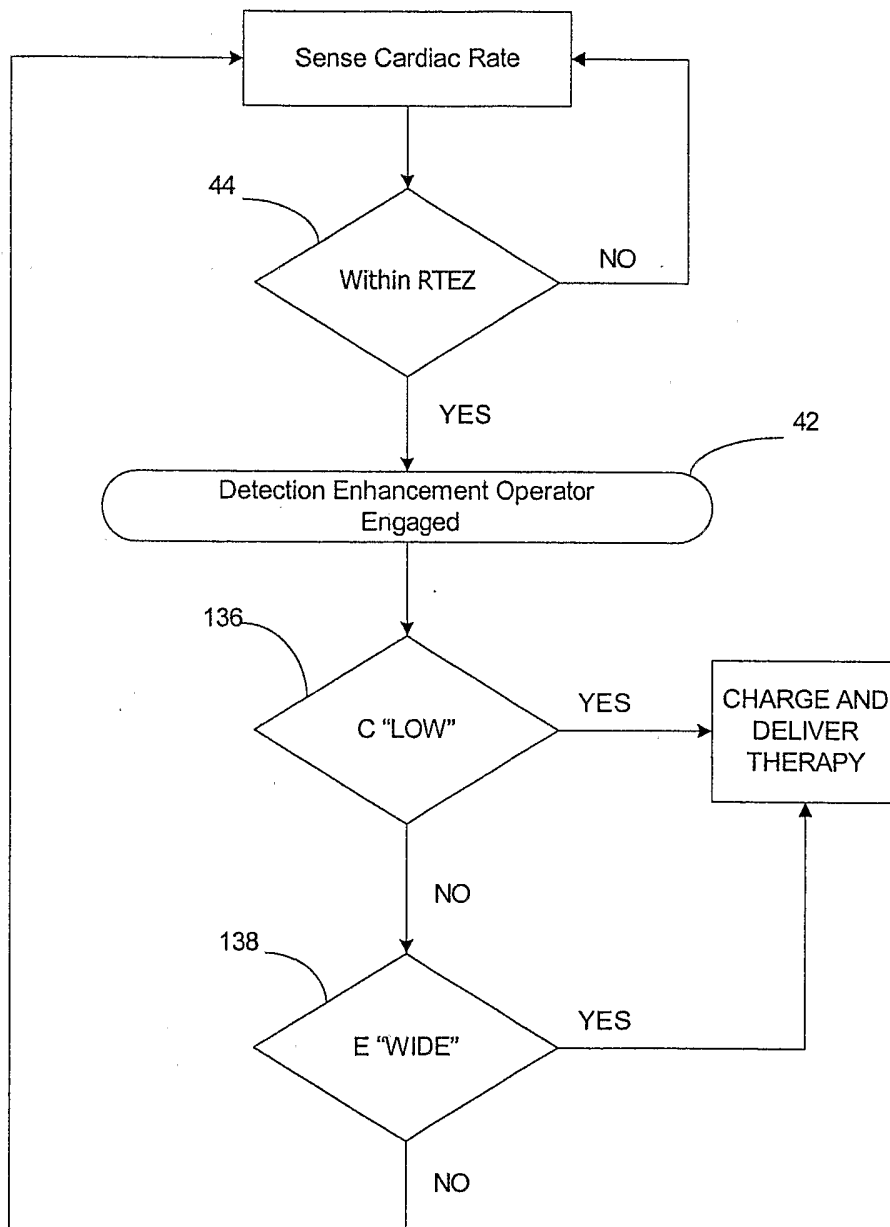 Sense Cardiac Rate
44
Within RTEZ
NO
YES
42
Detection Enhancement Operator
Engaged
136
C "LOW"
YES
CHARGE AND
DELIVER
THERAPY
NO
138
E "WIDE"
YES
NO